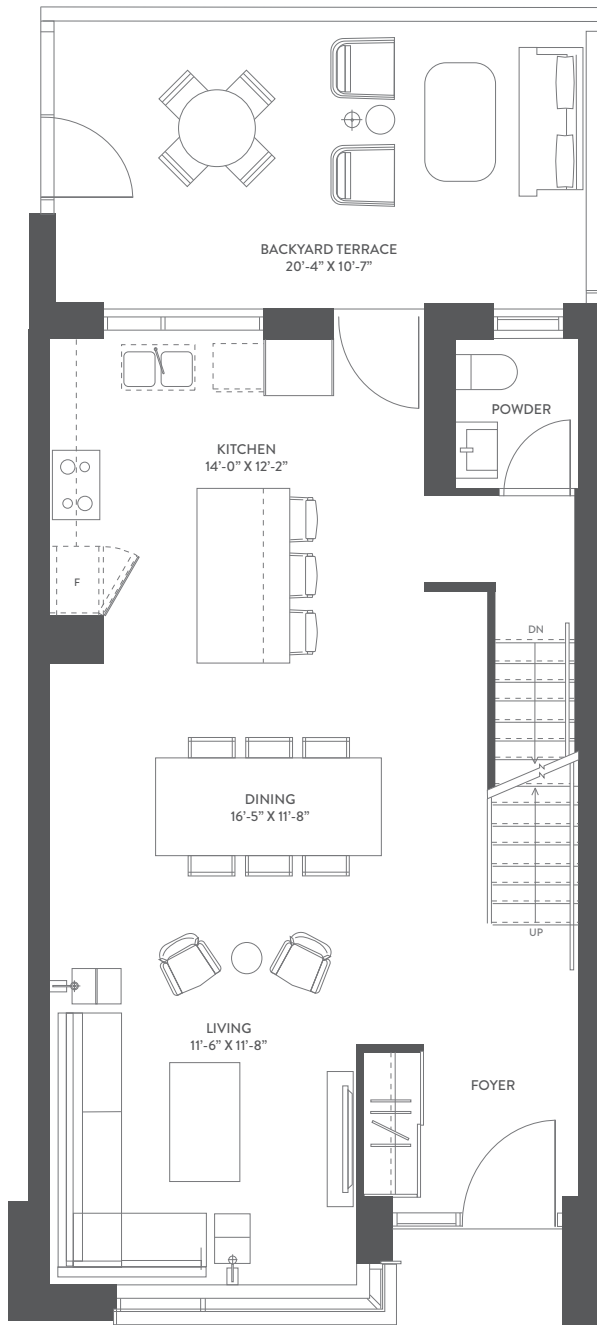 BACKYARD TERRACE
20’-4” X 10’-7”
POWDER
KITCHEN
14’-0” X 12’-2”
F
DN
DINING
16’-5” X 11’-8”
UP
LIVING
11’-6” X 11’-8”
FOYER